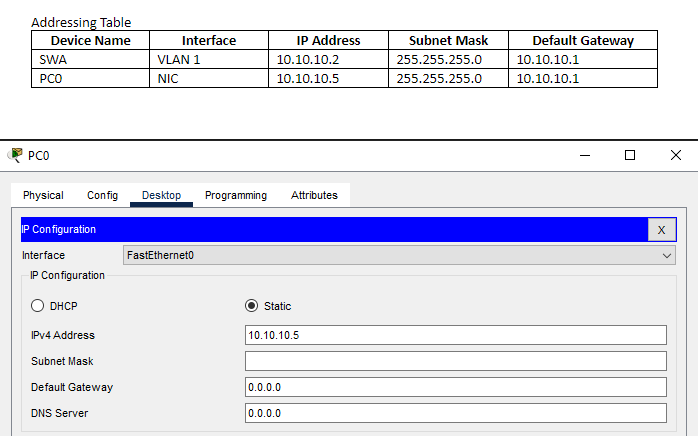 Addressing Table
Device Name Interface IP Address Subnet Mask Default Gateway
SWA VLAN 1 10.10.10.2 255.255.255.0 10.10.10.1
PC0 NIC 10.10.10.5 255.255.255.0 10.10.10.1
PC0
Physical Config Desktop Programming Attributes
IP Configuration X
Interface FastEthernet0
IP Configuration
DHCP Static
IPv4 Address 10.10.10.5
Subnet Mask
Default Gateway 0.0.0.0
DNS Server 0.0.0.0